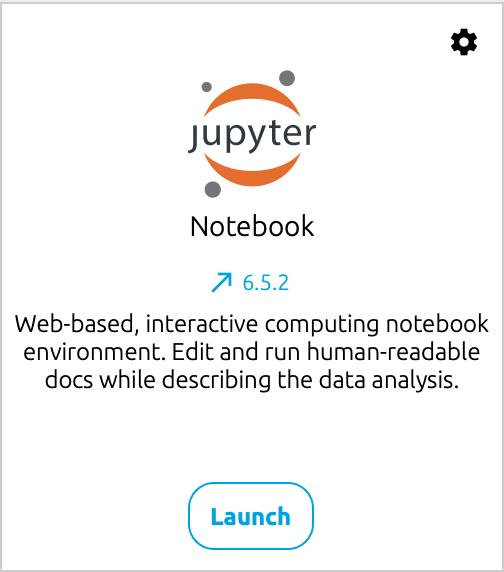 jupyter
Notebook
6.5.2
Web-based, interactive computing notebook
environment. Edit and run human-readable
docs while describing the data analysis.
Launch